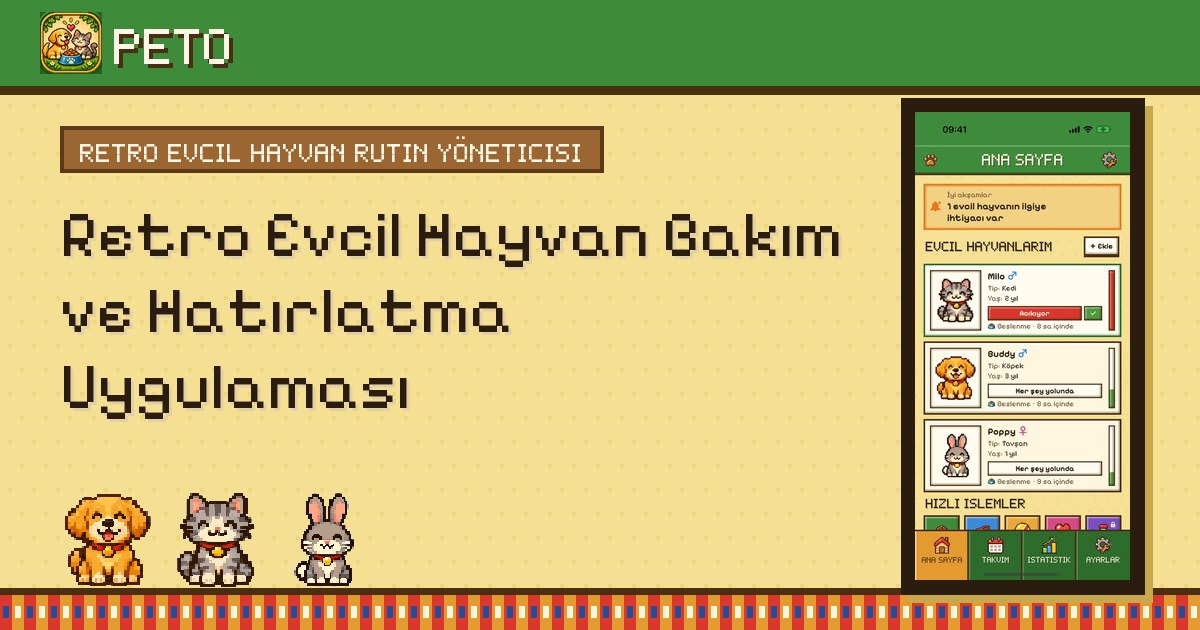 PETO
RETRO EVCIL HAYVAN RUTIN YÖNETICISI
Retro Evcil Hayvan Bakım
ve Hatırlatma
Uygulaması
09:41
ANA SAYFA
İyi akşamlar
1 evcil hayvanın ilgiye
ihtiyacı var
EVCIL HAYVANLARIM
+ Ekle
Milo ♂
Tip: Kedi
Yaş: 2 yıl
Acıkıyor
Beslenme · 8 sa. içinde
Buddy ♂
Tip: Köpek
Yaş: 3 yıl
Her şey yolunda
Beslenme · 8 sa. içinde
Poppy ♀
Tip: Tavşan
Yaş: 1 yıl
Her şey yolunda
Beslenme · 9 sa. içinde
HIZLI ISLEMLER
ANA SAYFA
TAKVIM
ISTATISTIK
AYARLAR